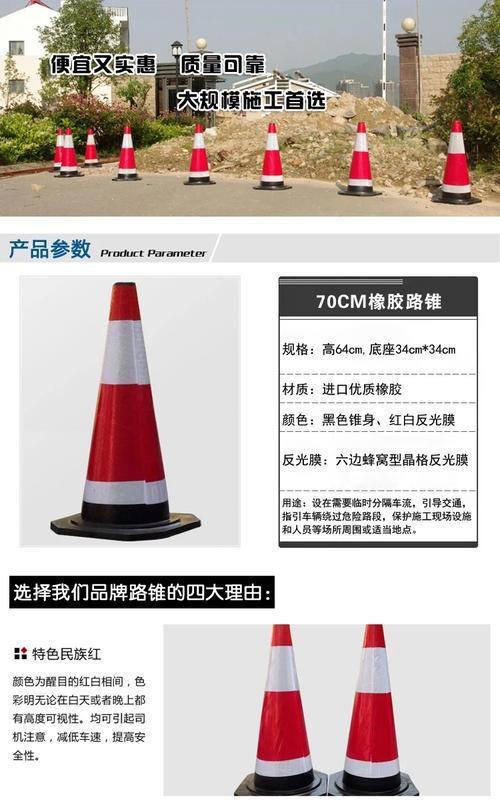 便宜又实惠 质量可靠
大规模施工首选
产品参数 Product Parameter
70CM橡胶路锥
规格：高64cm,底座34cm*34cm
材质：进口优质橡胶
颜色：黑色锥身、红白反光膜
反光膜：六边蜂窝型晶格反光膜
用途：设在需要临时分隔车流，引导交通，
指引车辆绕过危险路段，保护施工现场设施
和人员等场所周围或适当地点。
选择我们品牌路锥的四大理由：
特色民族红
颜色为醒目的红白相间，色
彩明无论在白天或者晚上都
有高度可视性。均可引起司
机注意，减低车速，提高安
全性。